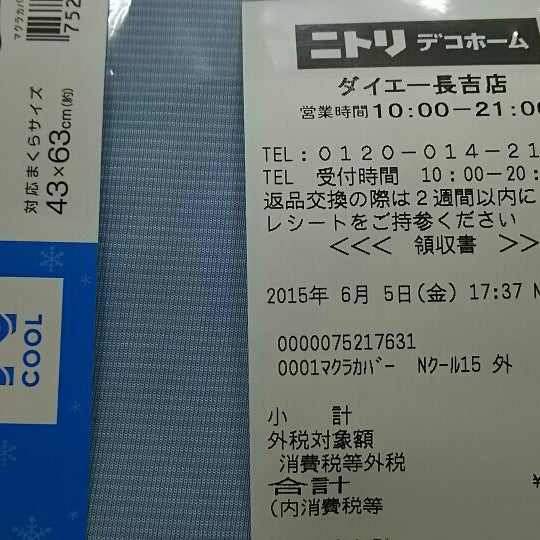 マクラカバ
752
対応まくらサイズ
43×63cm(約)
COOL
ニトリ デコホーム
ダイエー長吉店
営業時間10:00−21:00
TEL:0120−014−21
TEL 受付時間 10:00−20:
返品交換の際は2週間以内に
レシートをご持参ください
<<< 領収書 >>
2015年 6月 5日(金) 17:37 N
0000075217631
0001マクラカバー Nクール15 外
小 計
外税対象額
消費税等外税
合計 ¥
(内消費税等